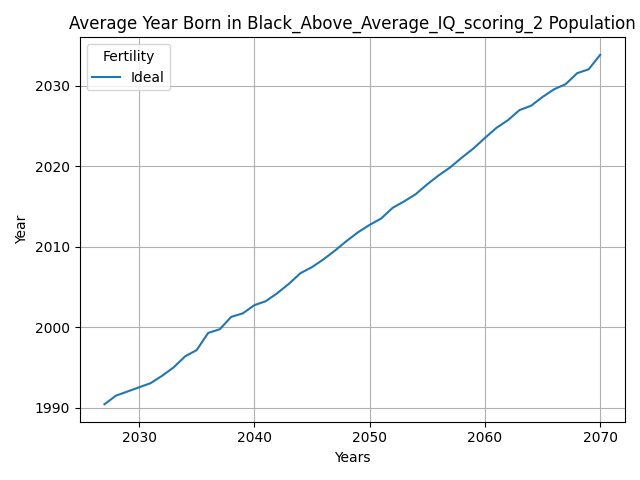 Average Year Born in Black_Above_Average_IQ_scoring_2 Population
Fertility
Ideal
Year
2030
2020
2010
2000
1990
2030 2040 2050 2060 2070
Years